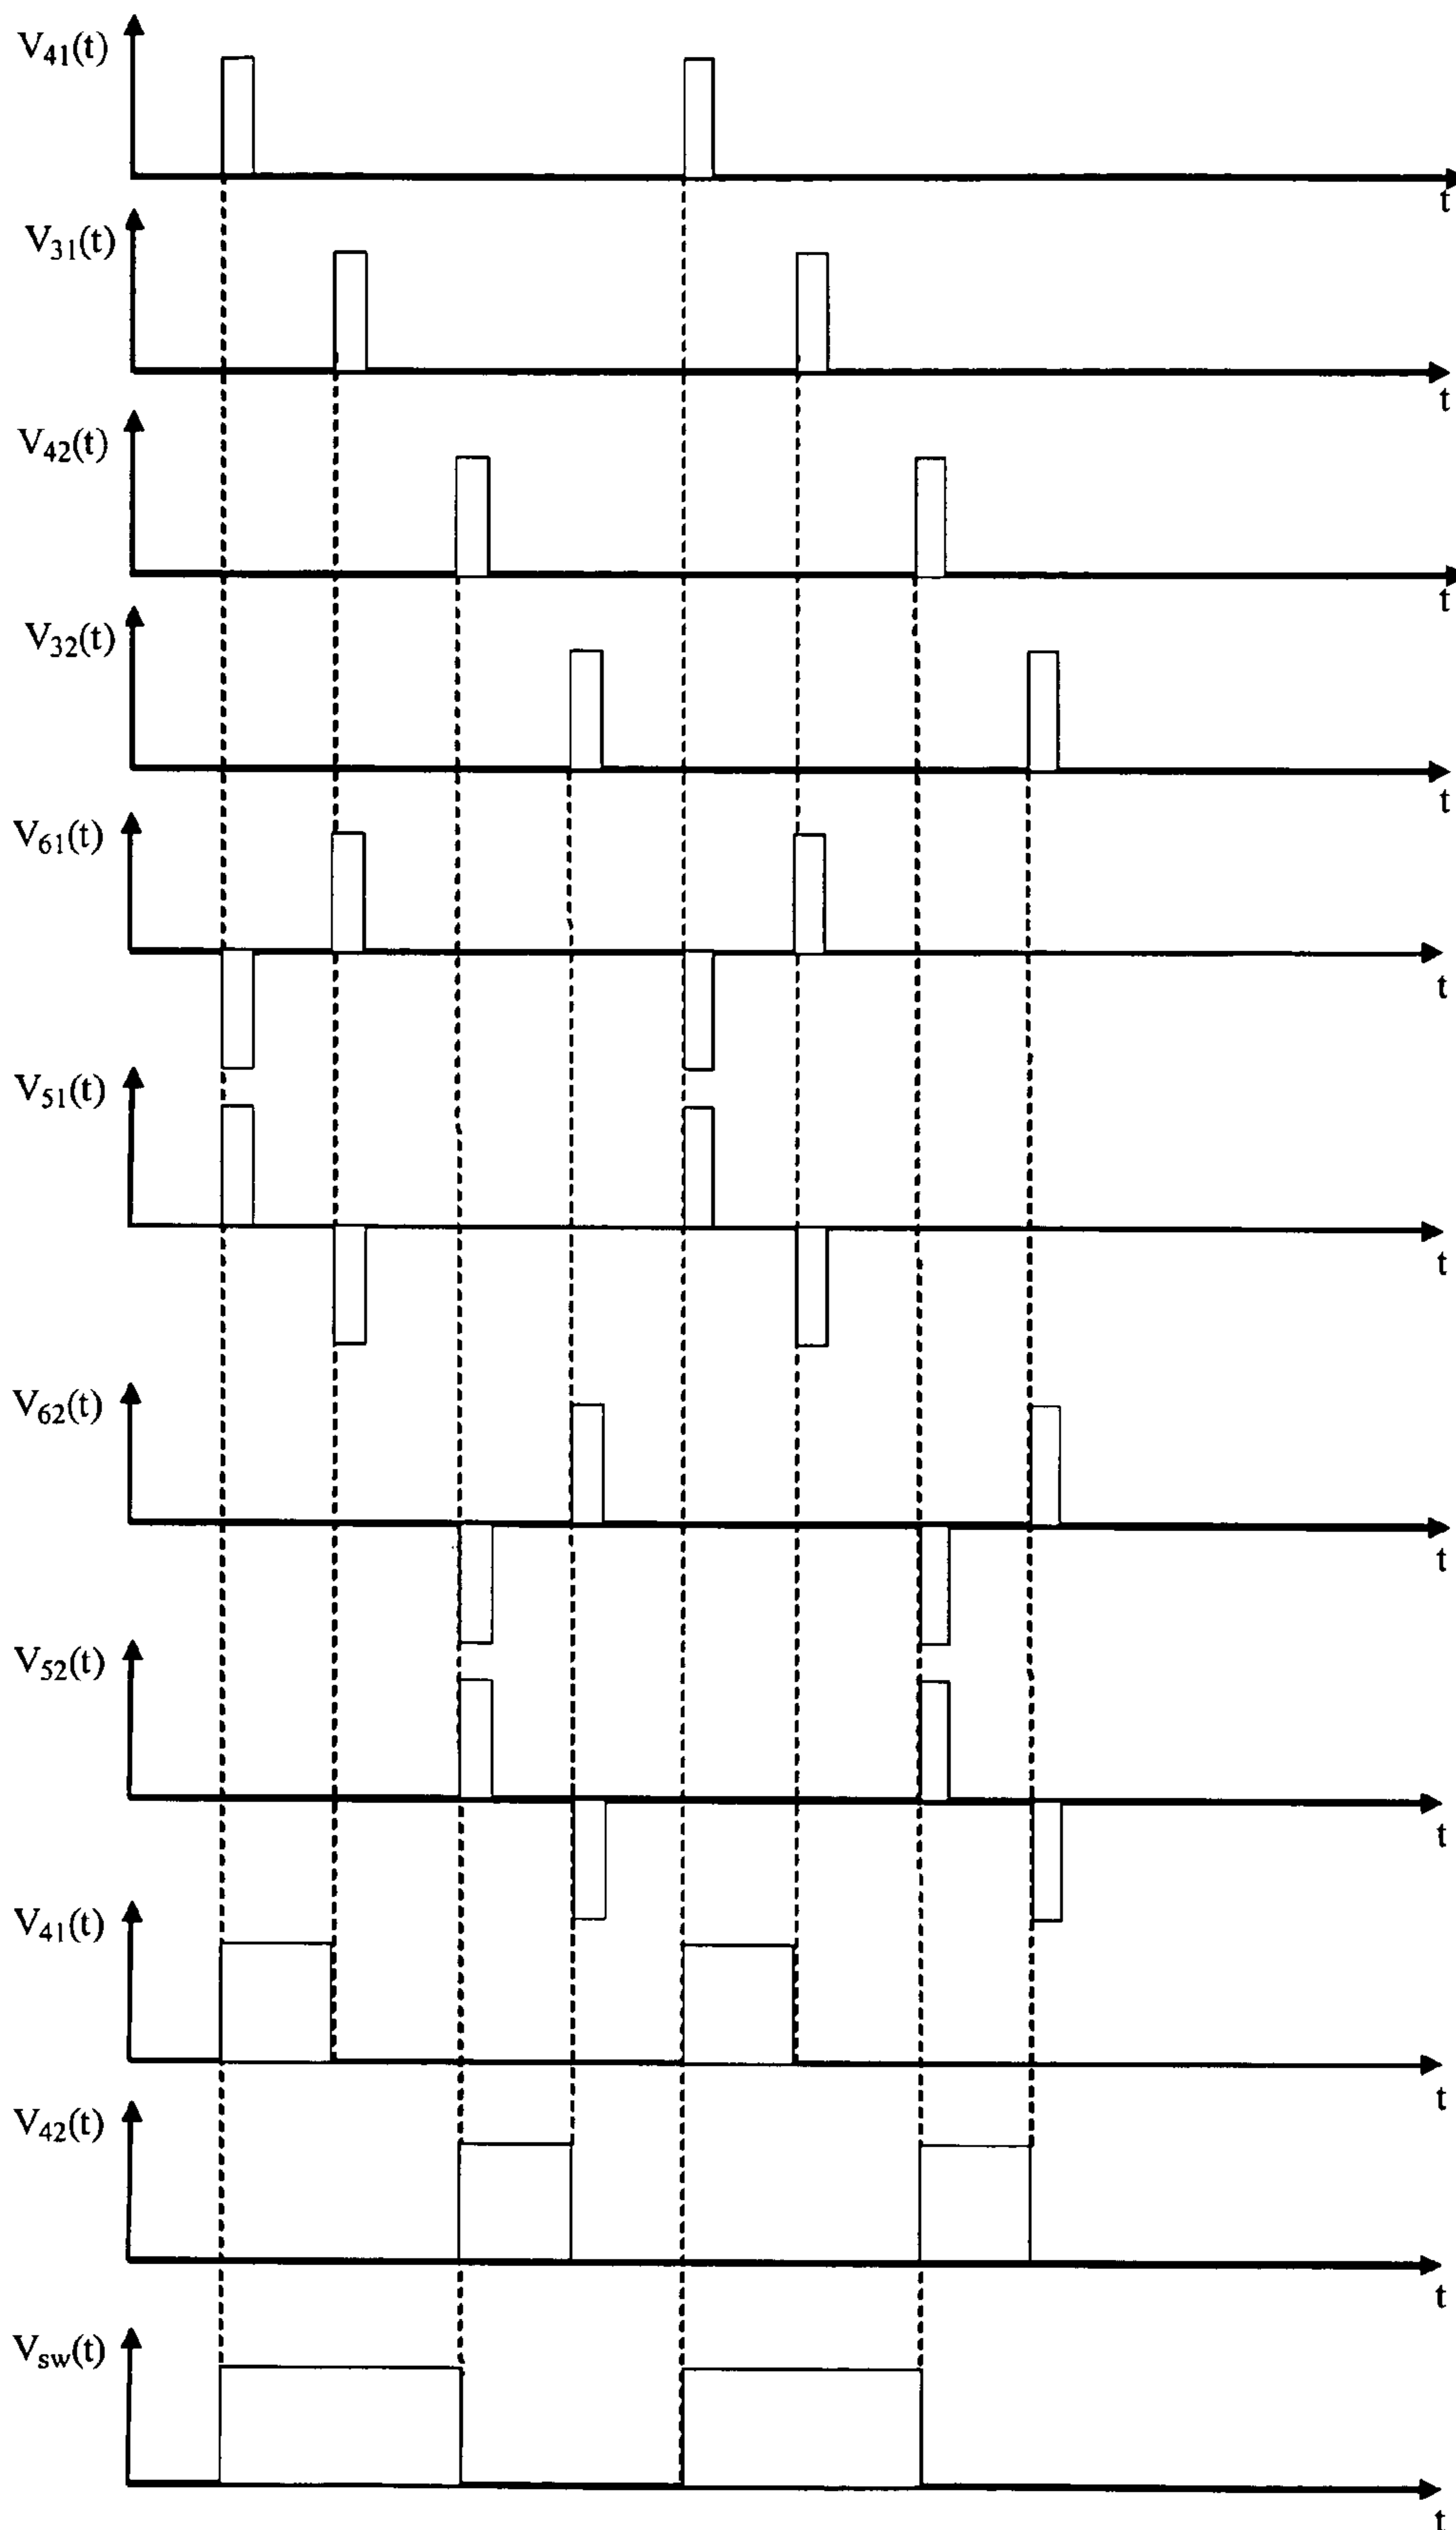 V41(t)
t
V31(t)
t
V42(t)
t
V32(t)
t
V61(t)
t
V51(t)
t
V62(t)
t
V52(t)
t
V41(t)
t
V42(t)
t
Vsw(t)
t